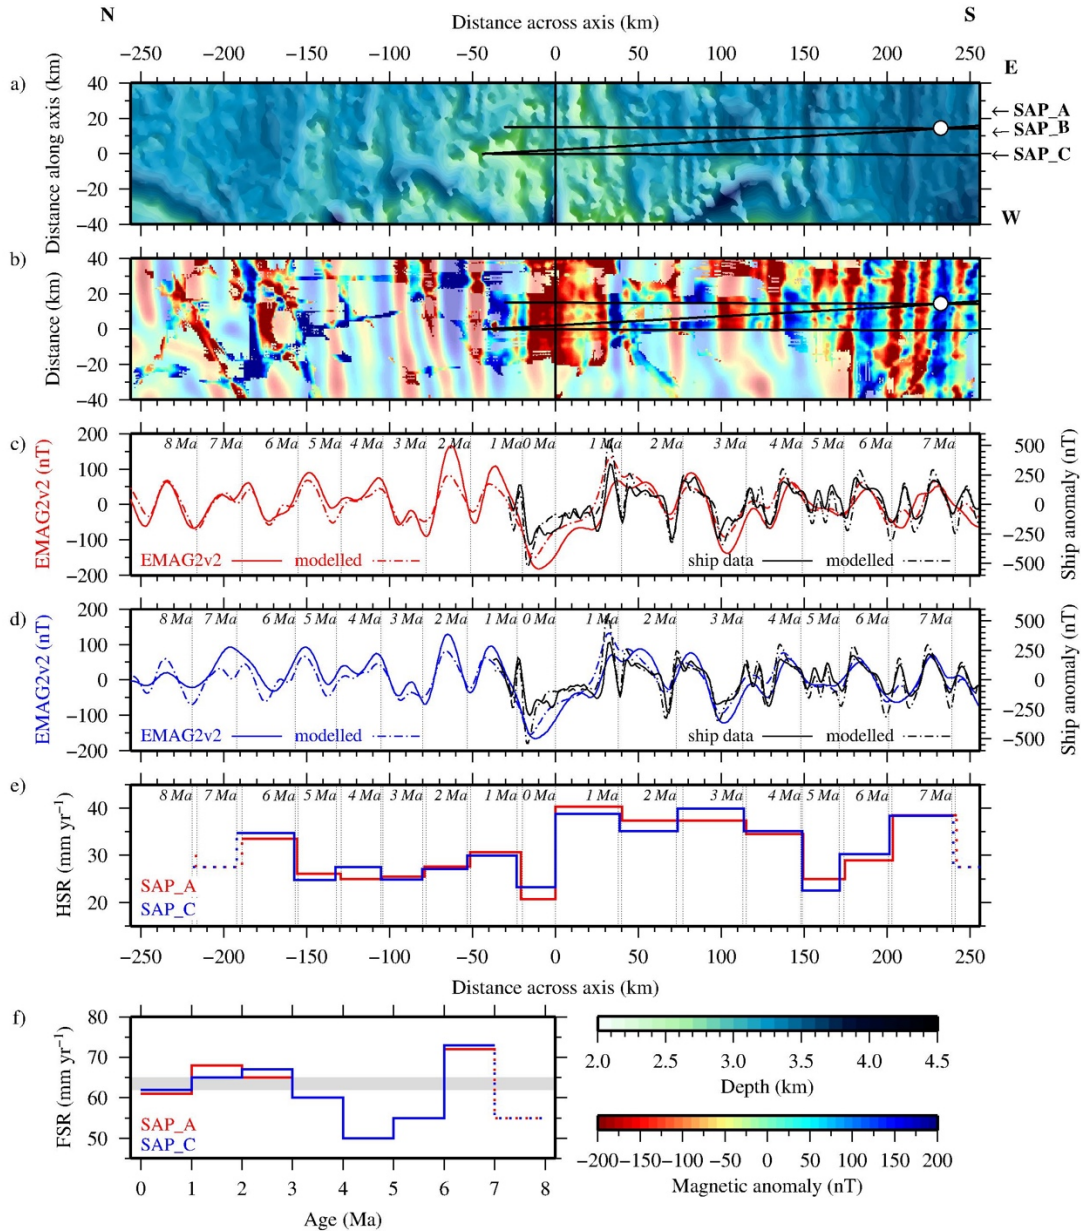 N S
Distance across axis (km)
−250 −200 −150 −100 −50 0 50 100 150 200 250
E
a)
Distance along axis (km)
40
20
0
−20
−40
← SAP_A
← SAP_B
← SAP_C
W
b)
Distance (km)
40
20
0
−20
−40
c)
EMAG2v2 (nT)
200
100
0
−100
−200
8 Ma 7 Ma 6 Ma 5 Ma 4 Ma 3 Ma 2 Ma 1 Ma 0 Ma 1 Ma 2 Ma 3 Ma 4 Ma 5 Ma 6 Ma 7 Ma
EMAG2v2 modelled ship data modelled
500
250
0
−250
−500
Ship anomaly (nT)
d)
EMAG2v2 (nT)
200
100
0
−100
−200
8 Ma 7 Ma 6 Ma 5 Ma 4 Ma 3 Ma 2 Ma 1 Ma 0 Ma 1 Ma 2 Ma 3 Ma 4 Ma 5 Ma 6 Ma 7 Ma
EMAG2v2 modelled ship data modelled
500
250
0
−250
−500
Ship anomaly (nT)
e)
HSR (mm yr⁻¹)
40
30
20
8 Ma 7 Ma 6 Ma 5 Ma 4 Ma 3 Ma 2 Ma 1 Ma 0 Ma 1 Ma 2 Ma 3 Ma 4 Ma 5 Ma 6 Ma 7 Ma
SAP_A
SAP_C
−250 −200 −150 −100 −50 0 50 100 150 200 250
Distance across axis (km)
f)
FSR (mm yr⁻¹)
80
70
60
50
SAP_A
SAP_C
0 1 2 3 4 5 6 7 8
Age (Ma)
2.0 2.5 3.0 3.5 4.0 4.5
Depth (km)
−200 −150 −100 −50 0 50 100 150 200
Magnetic anomaly (nT)